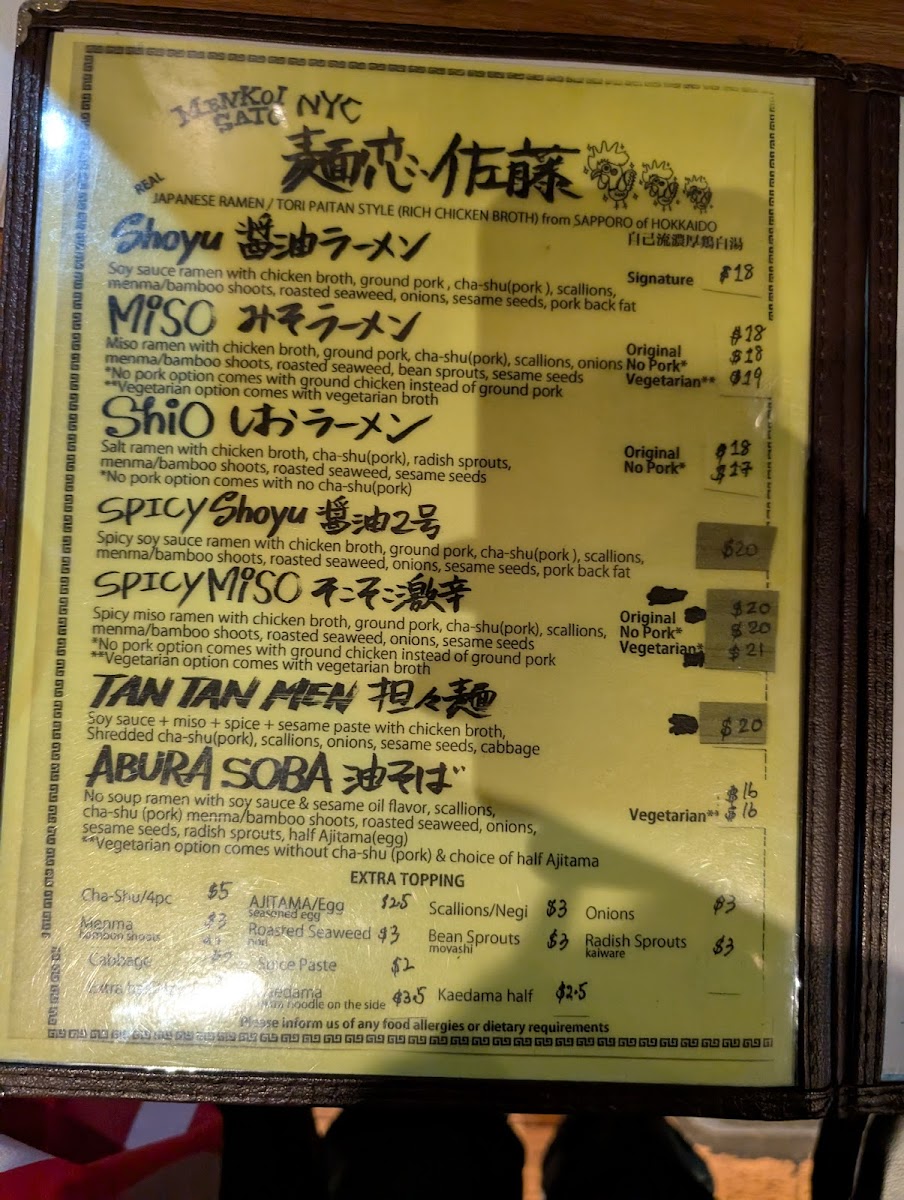 MENKOI SATO NYC
麺恋佐藤
REAL
JAPANESE RAMEN / TORI PAITAN STYLE (RICH CHICKEN BROTH) from SAPPORO of HOKKAIDO
自己流濃厚鶏白湯
Shoyu 醤油ラーメン
Soy sauce ramen with chicken broth, ground pork , cha-shu(pork ), scallions,
menma/bamboo shoots, roasted seaweed, onions, sesame seeds, pork back fat
Signature $18
MiSO みそラーメン
Miso ramen with chicken broth, ground pork, cha-shu(pork), scallions, onions
menma/bamboo shoots, roasted seaweed, bean sprouts, sesame seeds
*No pork option comes with ground chicken instead of ground pork
**Vegetarian option comes with vegetarian broth
Original $18
No Pork* $18
Vegetarian** $19
ShiO しおラーメン
Salt ramen with chicken broth, cha-shu(pork), radish sprouts,
menma/bamboo shoots, roasted seaweed, sesame seeds
*No pork option comes with no cha-shu(pork)
Original $18
No Pork* $17
SPICY Shoyu 醤油2号
Spicy soy sauce ramen with chicken broth, ground pork, cha-shu(pork ), scallions,
menma/bamboo shoots, roasted seaweed, onions, sesame seeds, pork back fat
$20
SPICY MiSO そこそこ激辛
Spicy miso ramen with chicken broth, ground pork, cha-shu(pork), scallions,
menma/bamboo shoots, roasted seaweed, onions, sesame seeds
*No pork option comes with ground chicken instead of ground pork
**Vegetarian option comes with vegetarian broth
Original $20
No Pork* $20
Vegetarian* $21
TAN TAN MEN 担々麺
Soy sauce + miso + spice + sesame paste with chicken broth,
Shredded cha-shu(pork), scallions, onions, sesame seeds, cabbage
$20
ABURA SOBA 油そば
No soup ramen with soy sauce & sesame oil flavor, scallions,
cha-shu (pork) menma/bamboo shoots, roasted seaweed, onions,
sesame seeds, radish sprouts, half Ajitama(egg)
**Vegetarian option comes without cha-shu (pork) & choice of half Ajitama
$16
Vegetarian** $16
EXTRA TOPPING
Cha-Shu/4pc $5 AJITAMA/Egg $2.5 Scallions/Negi $3 Onions $3
seasoned egg
Menma $3 Roasted Seaweed $3 Bean Sprouts $3 Radish Sprouts $3
bamboo shoots nori moyashi kaiware
Cabbage Spice Paste $2
Extra
Kaedama $3.5 Kaedama half $2.5
noodle on the side
Please inform us of any food allergies or dietary requirements